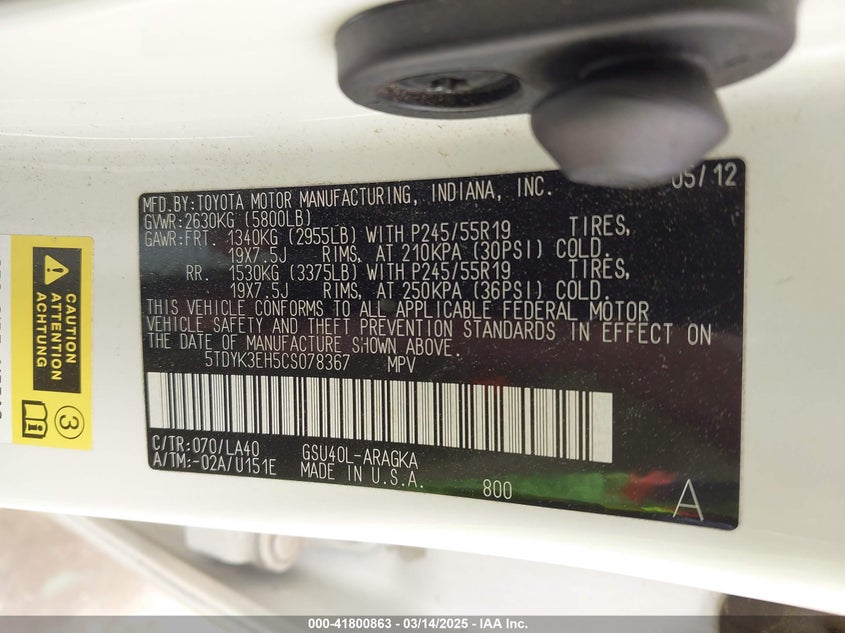 05/12
MFD.BY:TOYOTA MOTOR MANUFACTURING, INDIANA, INC.
GVWR:2630KG (5800LB)
GAWR:FRT. 1340KG (2955LB) WITH P245/55R19 TIRES,
19X7.5J RIMS, AT 210KPA (30PSI) COLD.
RR. 1530KG (3375LB) WITH P245/55R19 TIRES,
19X7.5J RIMS, AT 250KPA (36PSI) COLD.
THIS VEHICLE CONFORMS TO ALL APPLICABLE FEDERAL MOTOR
VEHICLE SAFETY AND THEFT PREVENTION STANDARDS IN EFFECT ON
THE DATE OF MANUFACTURE SHOWN ABOVE.
5TDYK3EH5CS078367 MPV
C/TR:070/LA40 GSU40L-ARAGKA
A/TM:-02A/U151E MADE IN U.S.A. 800
A
CAUTION
ATTENTION
ACHTUNG
3
000-41800863 - 03/14/2025 - IAA Inc.